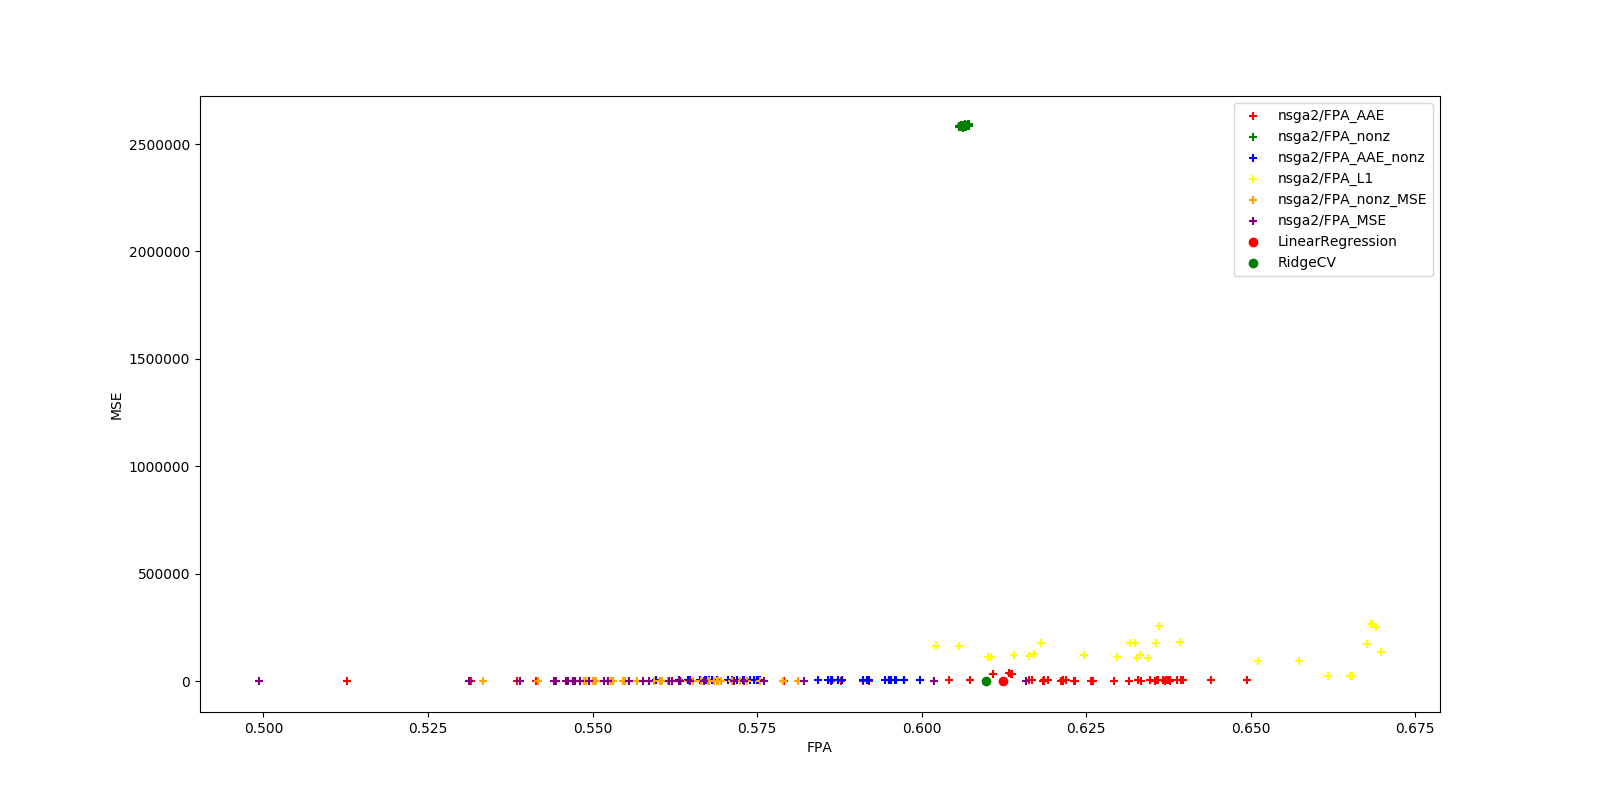 2500000
2000000
1500000
1000000
500000
0
MSE
0.500
0.525
0.550
0.575
0.600
0.625
0.650
0.675
FPA
nsga2/FPA_AAE
nsga2/FPA_nonz
nsga2/FPA_AAE_nonz
nsga2/FPA_L1
nsga2/FPA_nonz_MSE
nsga2/FPA_MSE
LinearRegression
RidgeCV